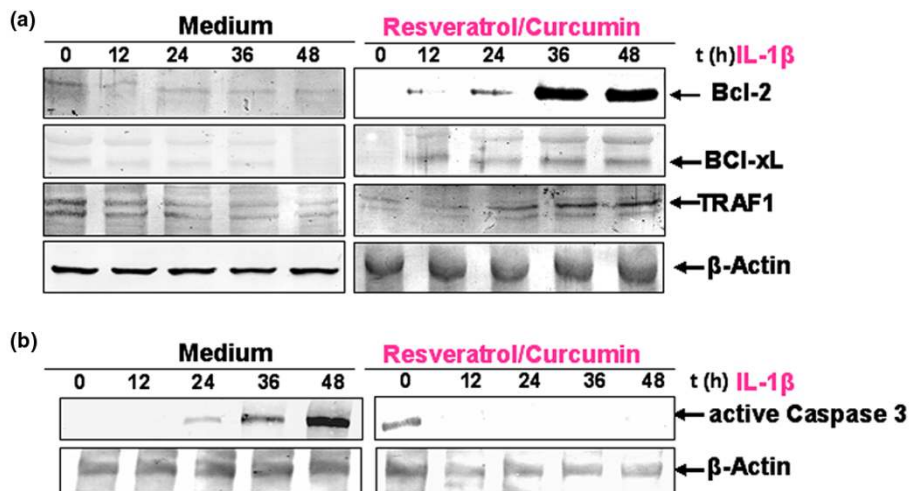 (a)
Medium Resveratrol/Curcumin
0 12 24 36 48 0 12 24 36 48 t (h) IL-1β
Bcl-2
BCl-xL
TRAF1
β-Actin
(b)
Medium Resveratrol/Curcumin
0 12 24 36 48 0 12 24 36 48 t (h) IL-1β
active Caspase 3
β-Actin